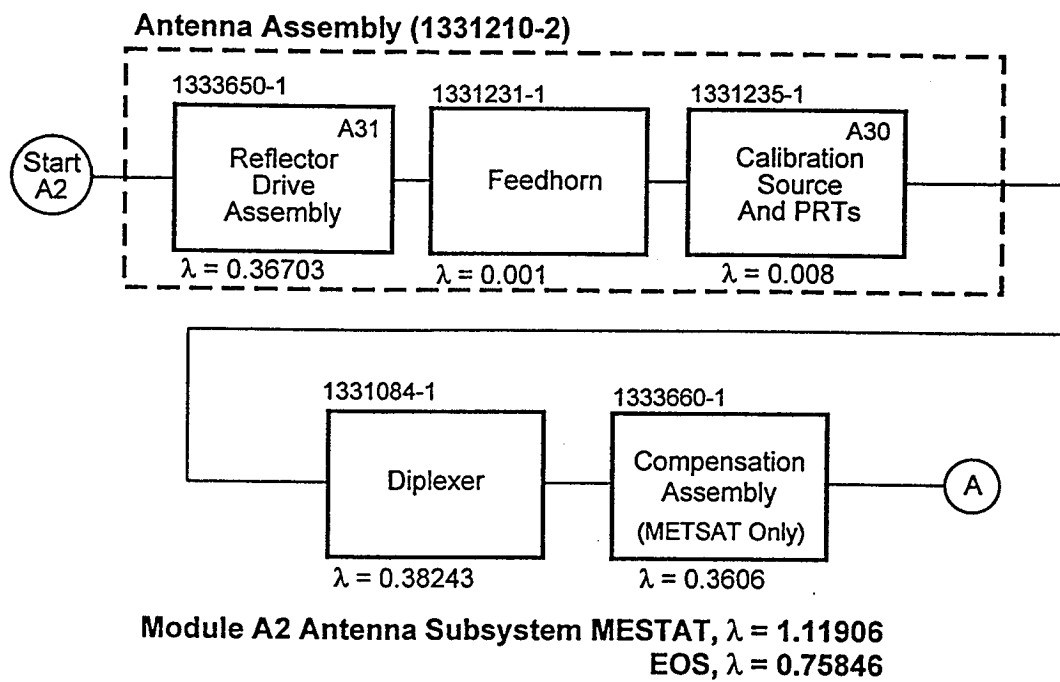 Antenna Assembly (1331210-2)
1333650-1
1331231-1
1331235-1
Start
A2
A31
Reflector
Drive
Assembly
Feedhorn
A30
Calibration
Source
And PRTs
λ = 0.36703
λ = 0.001
λ = 0.008
1331084-1
1333660-1
Diplexer
Compensation
Assembly
(METSAT Only)
A
λ = 0.38243
λ = 0.3606
Module A2 Antenna Subsystem MESTAT, λ = 1.11906
EOS, λ = 0.75846